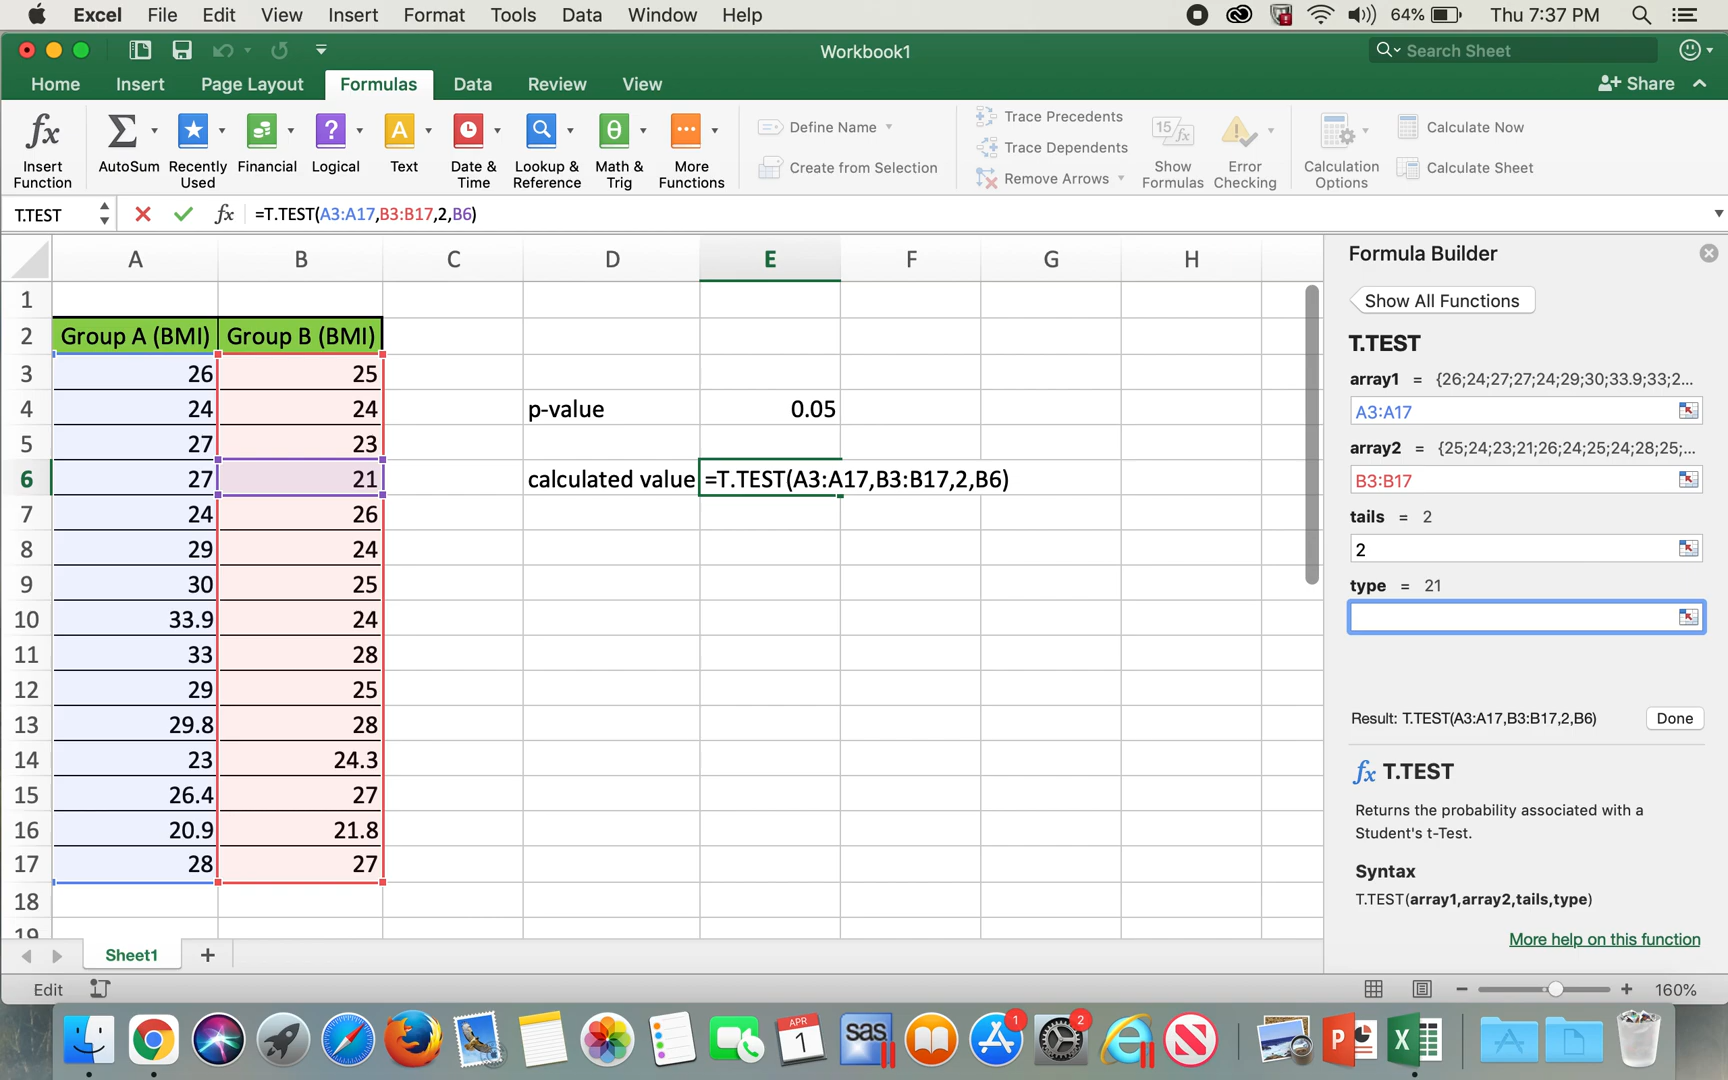 Excel File Edit View Insert Format Tools Data Window Help 64% Thu 7:37 PM
Workbook1
Search Sheet
Home Insert Page Layout Formulas Data Review View Share
Insert Function
AutoSum
Recently Used
Financial
Logical
Text
Date & Time
Lookup & Reference
Math & Trig
More Functions
Define Name
Create from Selection
Trace Precedents
Trace Dependents
Remove Arrows
Show Formulas
Error Checking
Calculation Options
Calculate Now
Calculate Sheet
T.TEST fx =T.TEST(A3:A17,B3:B17,2,B6)
A B C D E F G H
1
2 Group A (BMI) Group B (BMI)
3 26 25
4 24 24 p-value 0.05
5 27 23
6 27 21 calculated value =T.TEST(A3:A17,B3:B17,2,B6)
7 24 26
8 29 24
9 30 25
10 33.9 24
11 33 28
12 29 25
13 29.8 28
14 23 24.3
15 26.4 27
16 20.9 21.8
17 28 27
18
19
Formula Builder
Show All Functions
T.TEST
array1 = {26;24;27;27;24;29;30;33.9;33;2...
A3:A17
array2 = {25;24;23;21;26;24;25;24;28;25;...
B3:B17
tails = 2
2
type = 21
Result: T.TEST(A3:A17,B3:B17,2,B6) Done
fx T.TEST
Returns the probability associated with a
Student's t-Test.
Syntax
T.TEST(array1,array2,tails,type)
More help on this function
Sheet1 +
Edit 160%
APR
1
sas
1
2